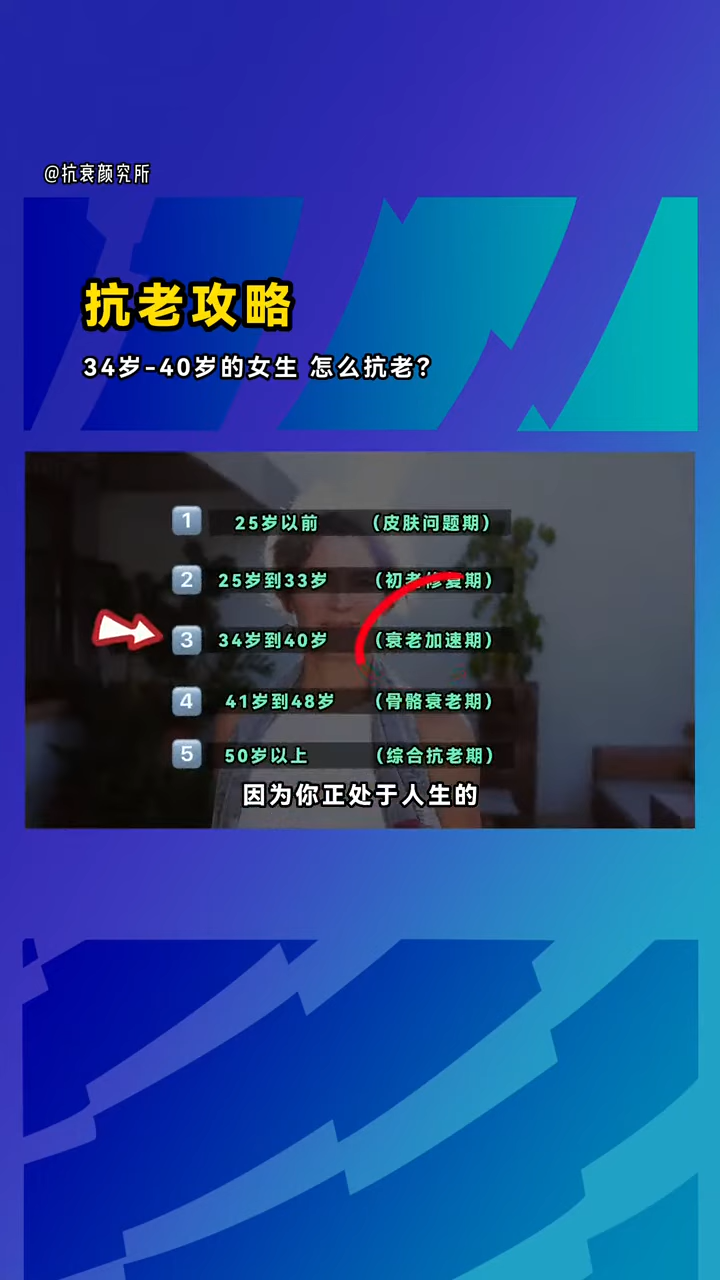 @抗衰颜究所
抗老攻略
34岁-40岁的女生 怎么抗老?
1 25岁以前 (皮肤问题期)
2 25岁到33岁 (初老修复期)
3 34岁到40岁 (衰老加速期)
4 41岁到48岁 (骨骼衰老期)
5 50岁以上 (综合抗老期)
因为你正处于人生的